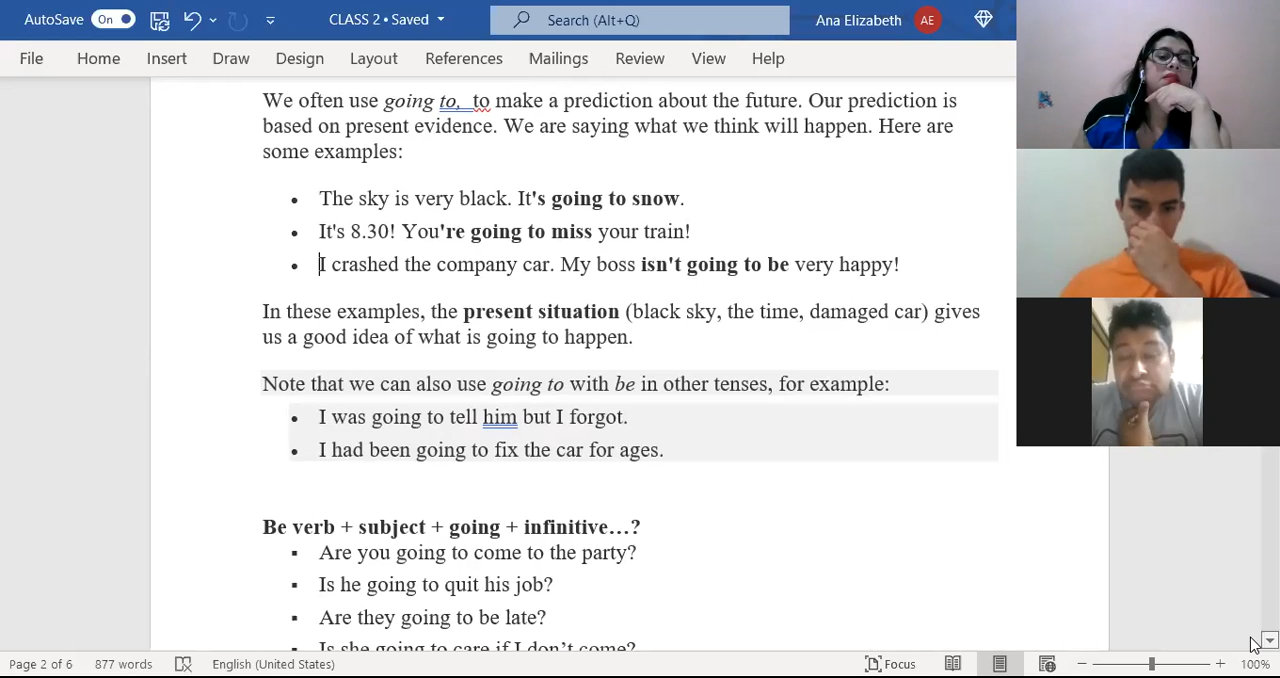 AutoSave On CLASS 2 • Saved Search (Alt+Q) Ana Elizabeth AE
File Home Insert Draw Design Layout References Mailings Review View Help
We often use going to, to make a prediction about the future. Our prediction is
based on present evidence. We are saying what we think will happen. Here are
some examples:
• The sky is very black. It's going to snow.
• It's 8.30! You're going to miss your train!
• I crashed the company car. My boss isn't going to be very happy!
In these examples, the present situation (black sky, the time, damaged car) gives
us a good idea of what is going to happen.
Note that we can also use going to with be in other tenses, for example:
• I was going to tell him but I forgot.
• I had been going to fix the car for ages.
Be verb + subject + going + infinitive…?
▪ Are you going to come to the party?
▪ Is he going to quit his job?
▪ Are they going to be late?
▪ Is she going to care if I don’t come?
Page 2 of 6 877 words English (United States) Focus 100%